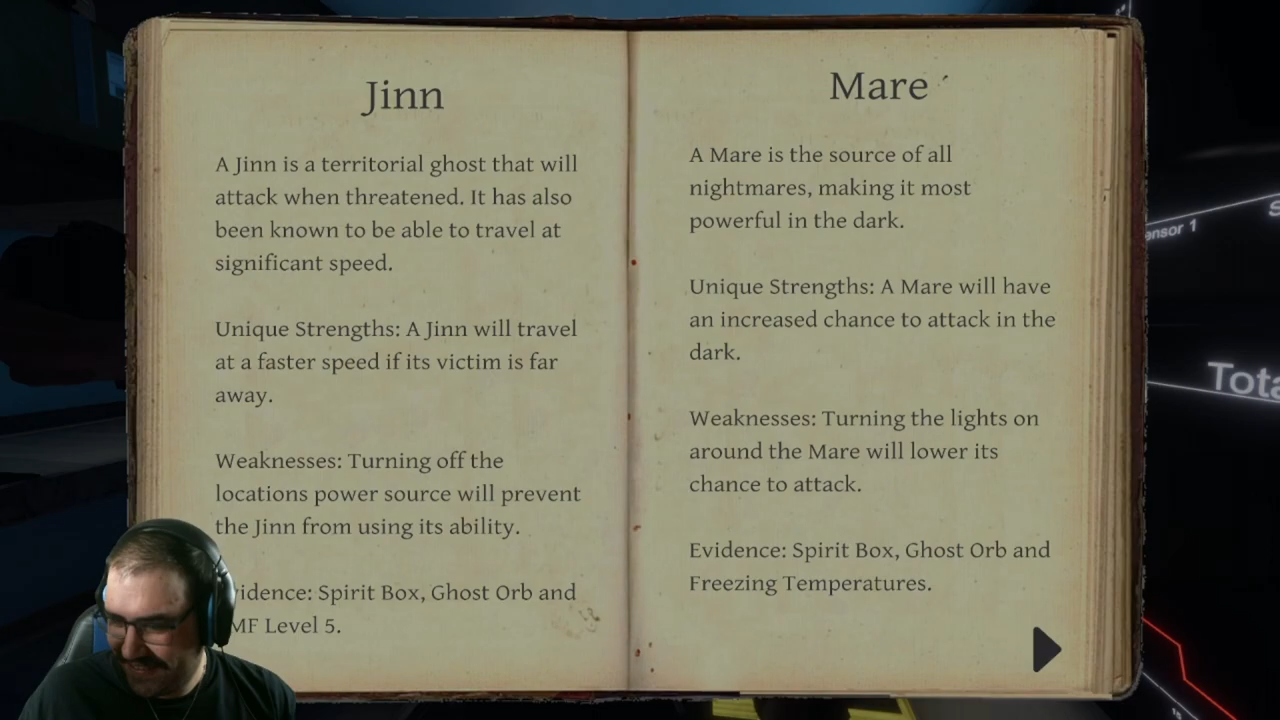 Jinn
A Jinn is a territorial ghost that will
attack when threatened. It has also
been known to be able to travel at
significant speed.
Unique Strengths: A Jinn will travel
at a faster speed if its victim is far
away.
Weaknesses: Turning off the
locations power source will prevent
the Jinn from using its ability.
vidence: Spirit Box, Ghost Orb and
MF Level 5.
Mare
A Mare is the source of all
nightmares, making it most
powerful in the dark.
Unique Strengths: A Mare will have
an increased chance to attack in the
dark.
Weaknesses: Turning the lights on
around the Mare will lower its
chance to attack.
Evidence: Spirit Box, Ghost Orb and
Freezing Temperatures.
ensor 1
S
Tota